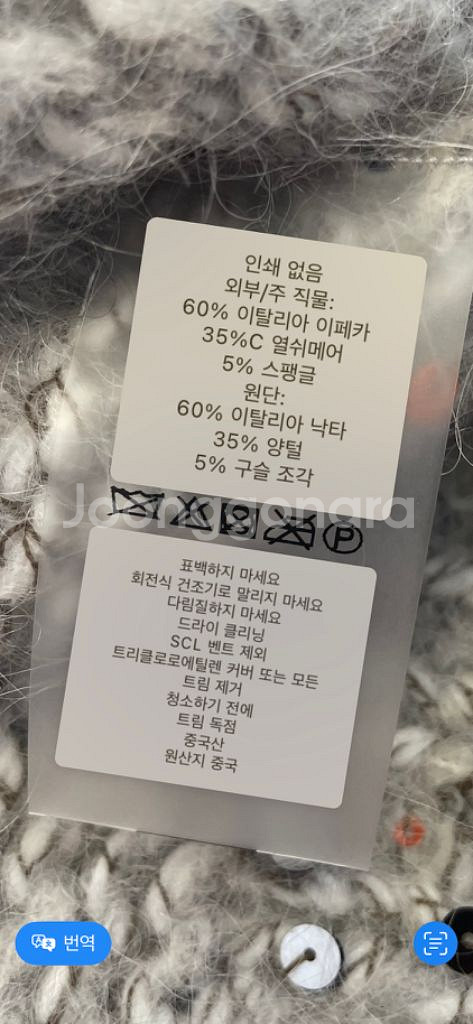 인쇄 없음
외부/주 직물:
60% 이탈리아 이페카
35%C 열쉬메어
5% 스팽글
원단:
60% 이탈리아 낙타
35% 양털
5% 구슬 조각
Joonggonara
P
표백하지 마세요
회전식 건조기로 말리지 마세요
다림질하지 마세요
드라이 클리닝
SCL 벤트 제외
트리클로로에틸렌 커버 또는 모든
트림 제거
청소하기 전에
트림 독점
중국산
원산지 중국
번역